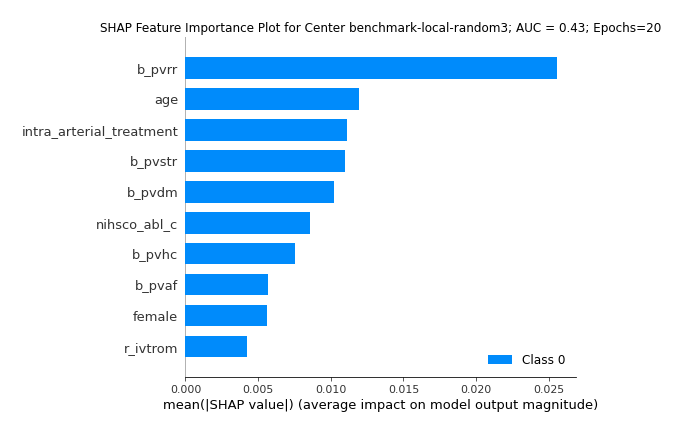 SHAP Feature Importance Plot for Center benchmark-local-random3; AUC = 0.43; Epochs=20
b_pvrr
age
intra_arterial_treatment
b_pvstr
b_pvdm
nihsco_abl_c
b_pvhc
b_pvaf
female
r_ivtrom
Class 0
0.000 0.005 0.010 0.015 0.020 0.025
mean(|SHAP value|) (average impact on model output magnitude)